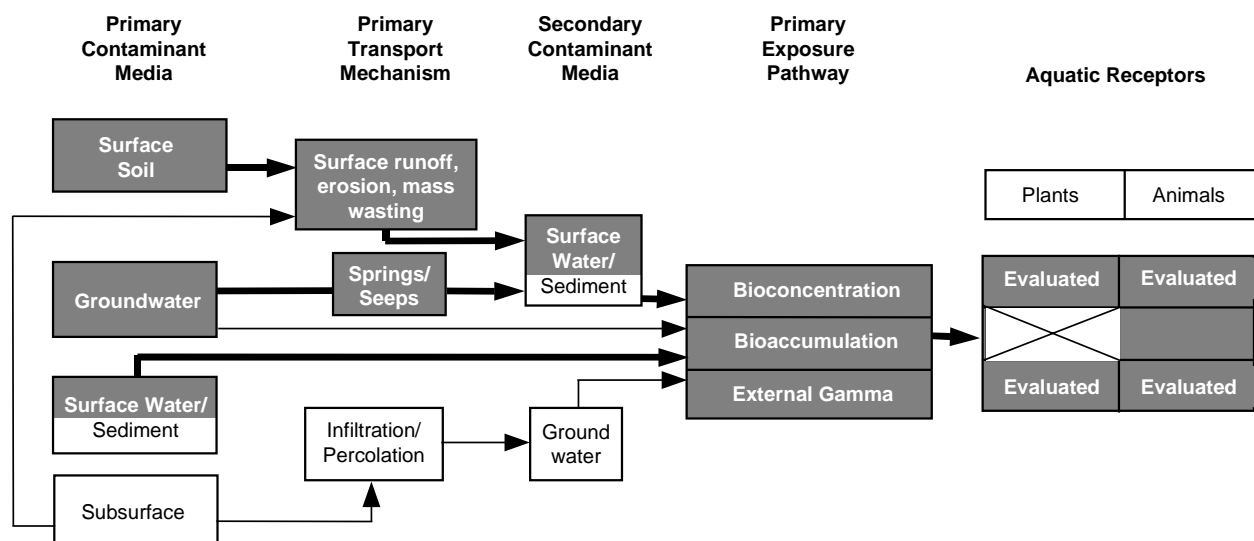 Primary
Contaminant
Media
Primary
Transport
Mechanism
Secondary
Contaminant
Media
Primary
Exposure
Pathway
Aquatic Receptors
Surface
Soil
Surface runoff,
erosion, mass
wasting
Plants
Animals
Surface
Water/
Sediment
Groundwater
Springs/
Seeps
Bioconcentration
Bioaccumulation
External Gamma
Evaluated
Evaluated
Evaluated
Evaluated
Surface Water/
Sediment
Infiltration/
Percolation
Ground
water
Subsurface